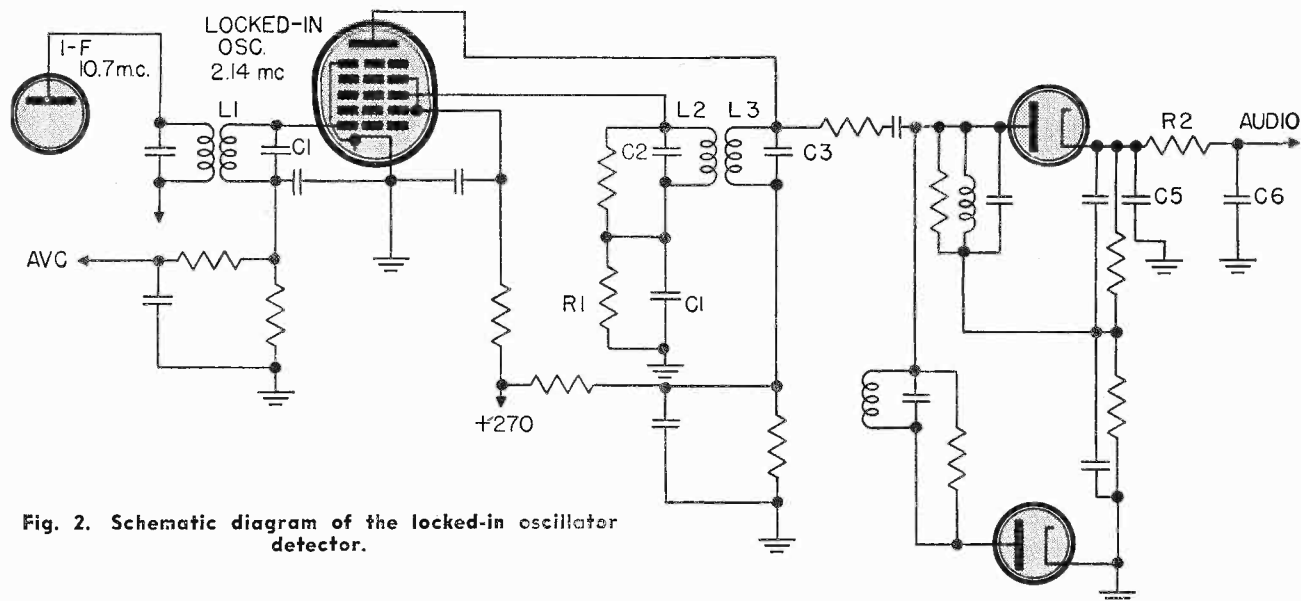 LOCKED-IN
OSC.
2.14 mc
I-F
10.7m.c.
L1
C1
AVC
L2
L3
C2
C3
R1
C1
+270
R2
AUDIO
C5
C6
Fig. 2. Schematic diagram of the locked-in oscillator
detector.